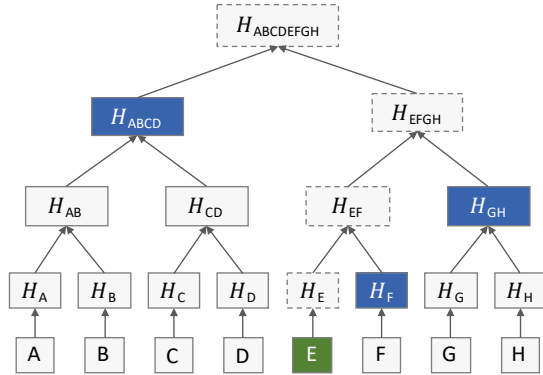 H_ABCDEFGH
H_ABCD H_EFGH
H_AB H_CD H_EF H_GH
H_A H_B H_C H_D H_E H_F H_G H_H
A B C D E F G H